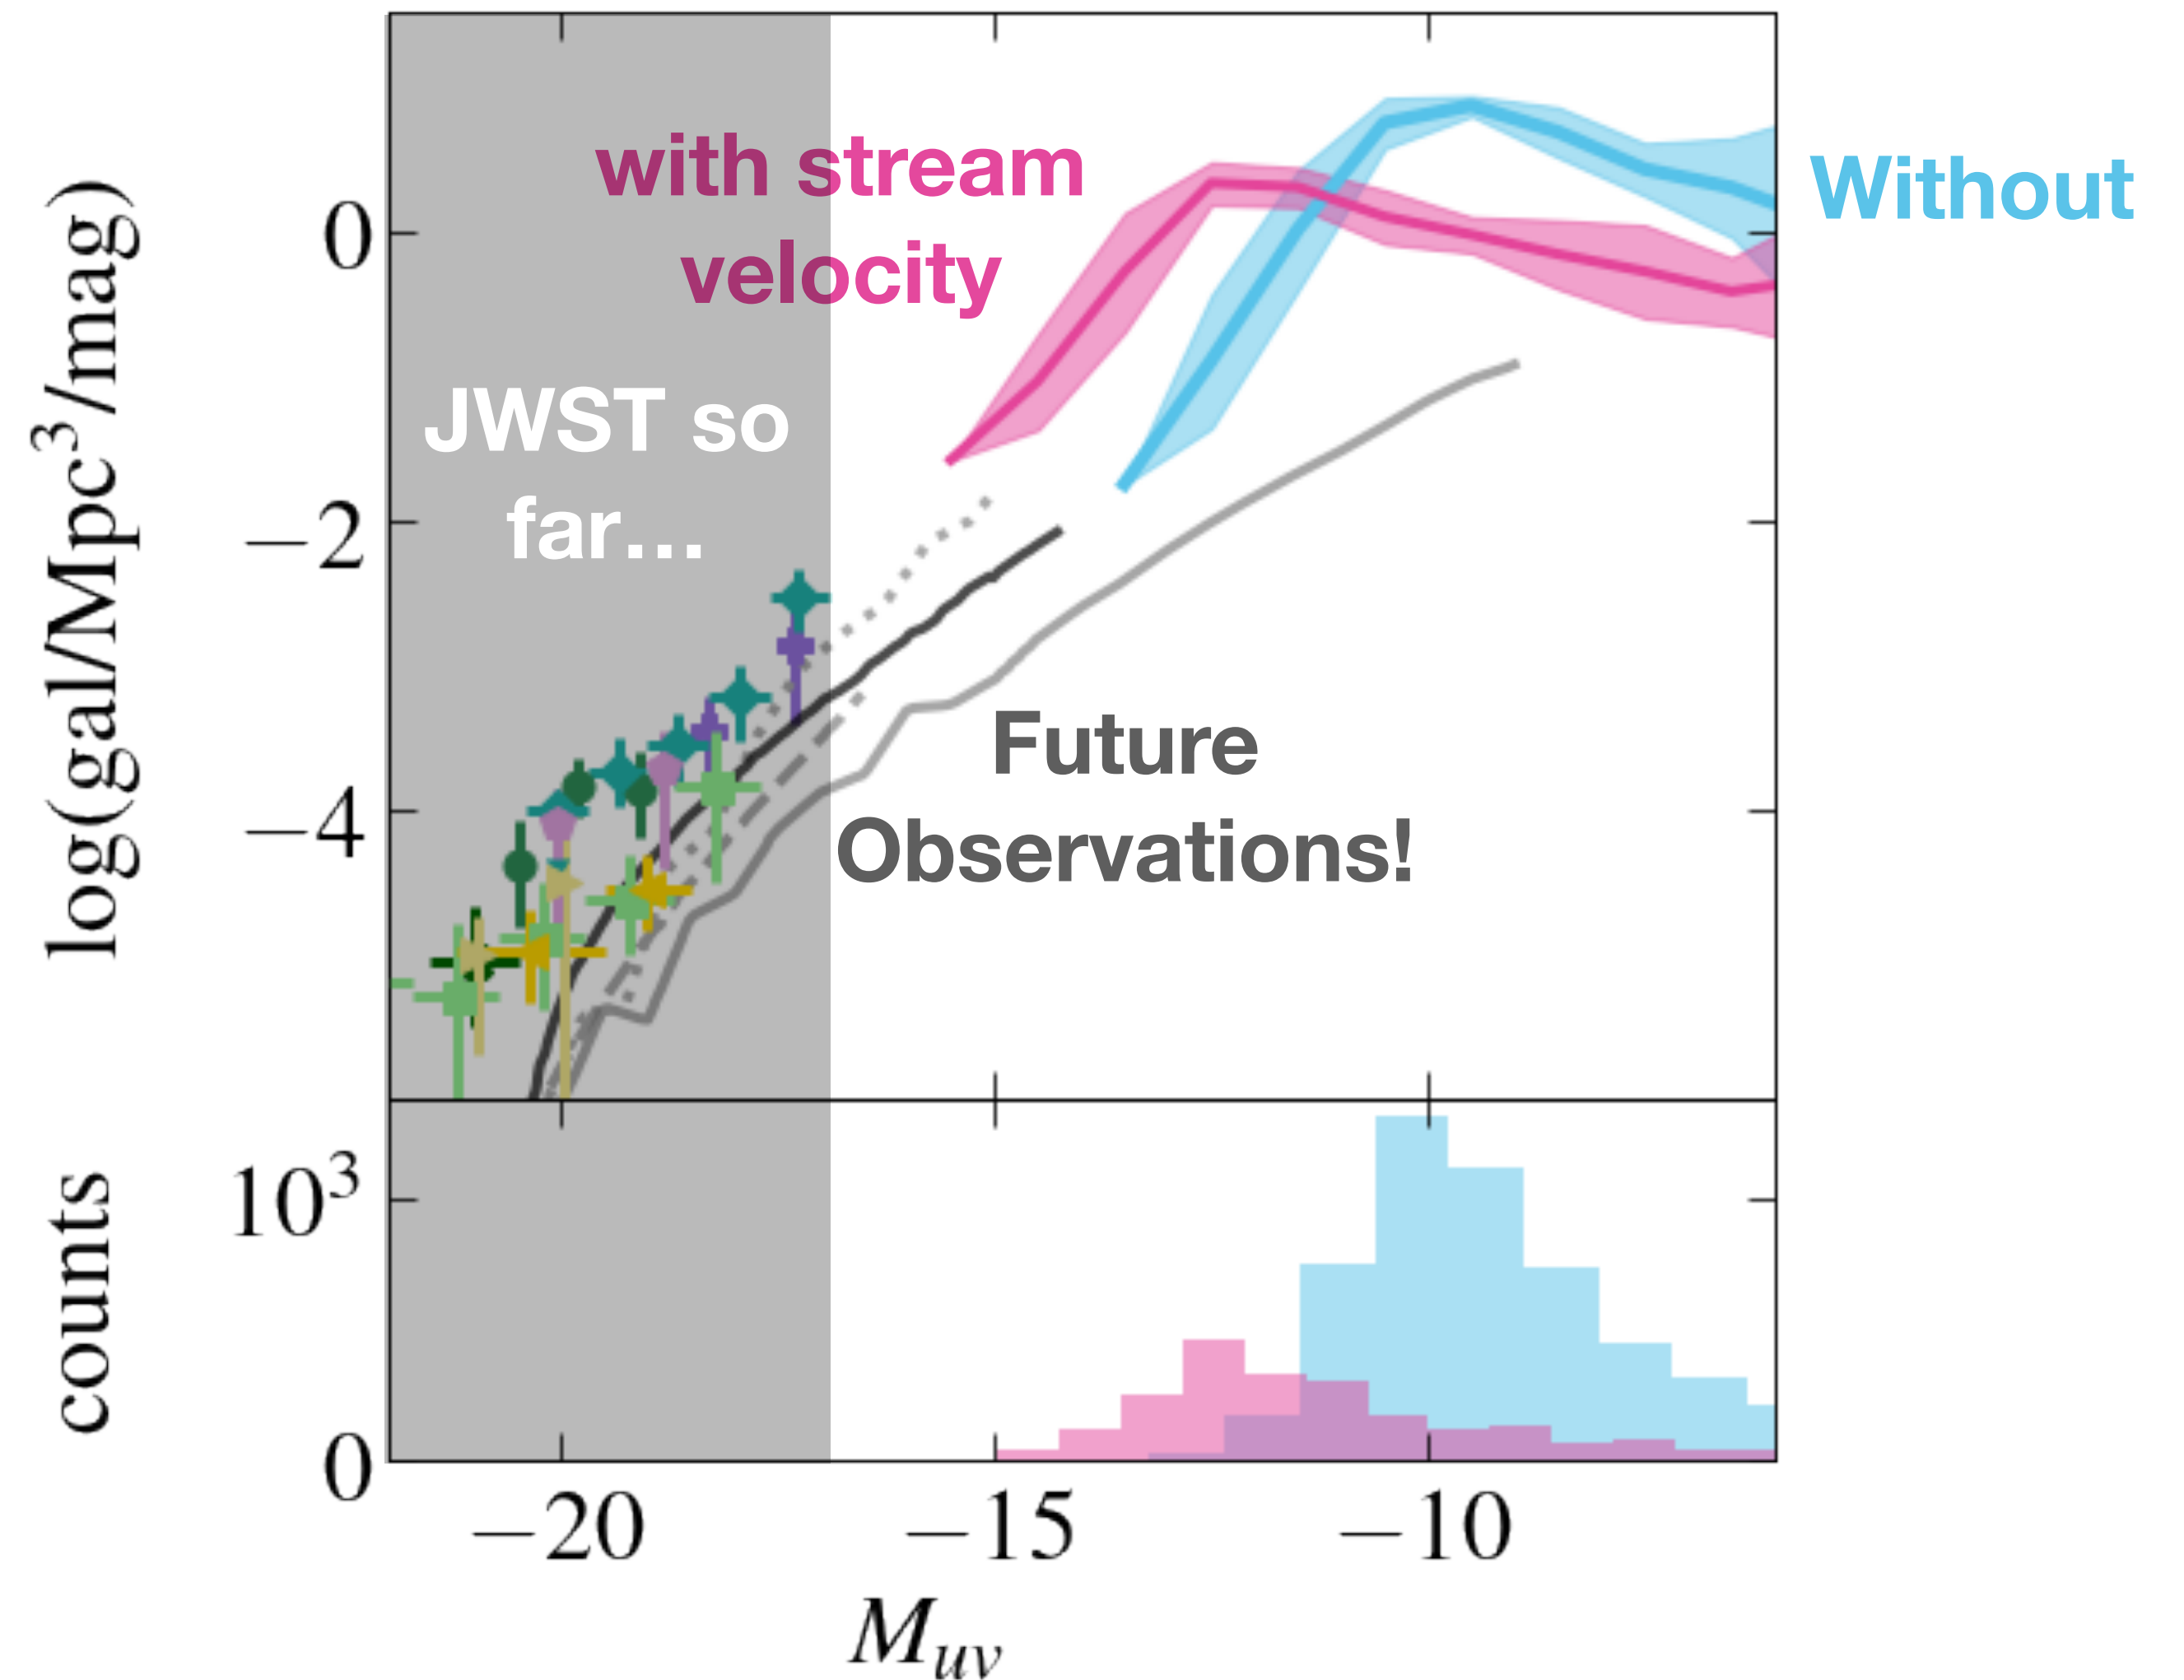 with stream
velocity
Without
JWST so
far...
Future
Observations!
log(gal/Mpc³/mag)
0
−2
−4
counts
10³
0
−20
−15
−10
Muv